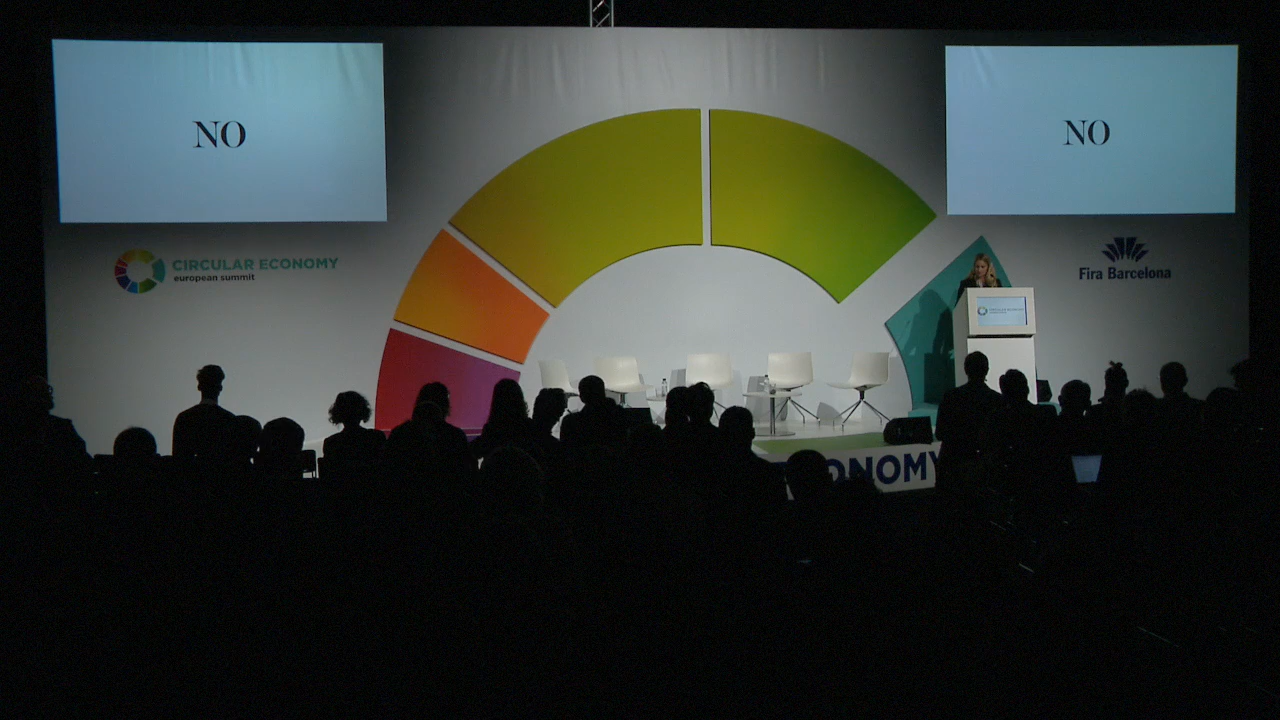 NO
NO
CIRCULAR ECONOMY
european summit
Fira Barcelona
ONOMY